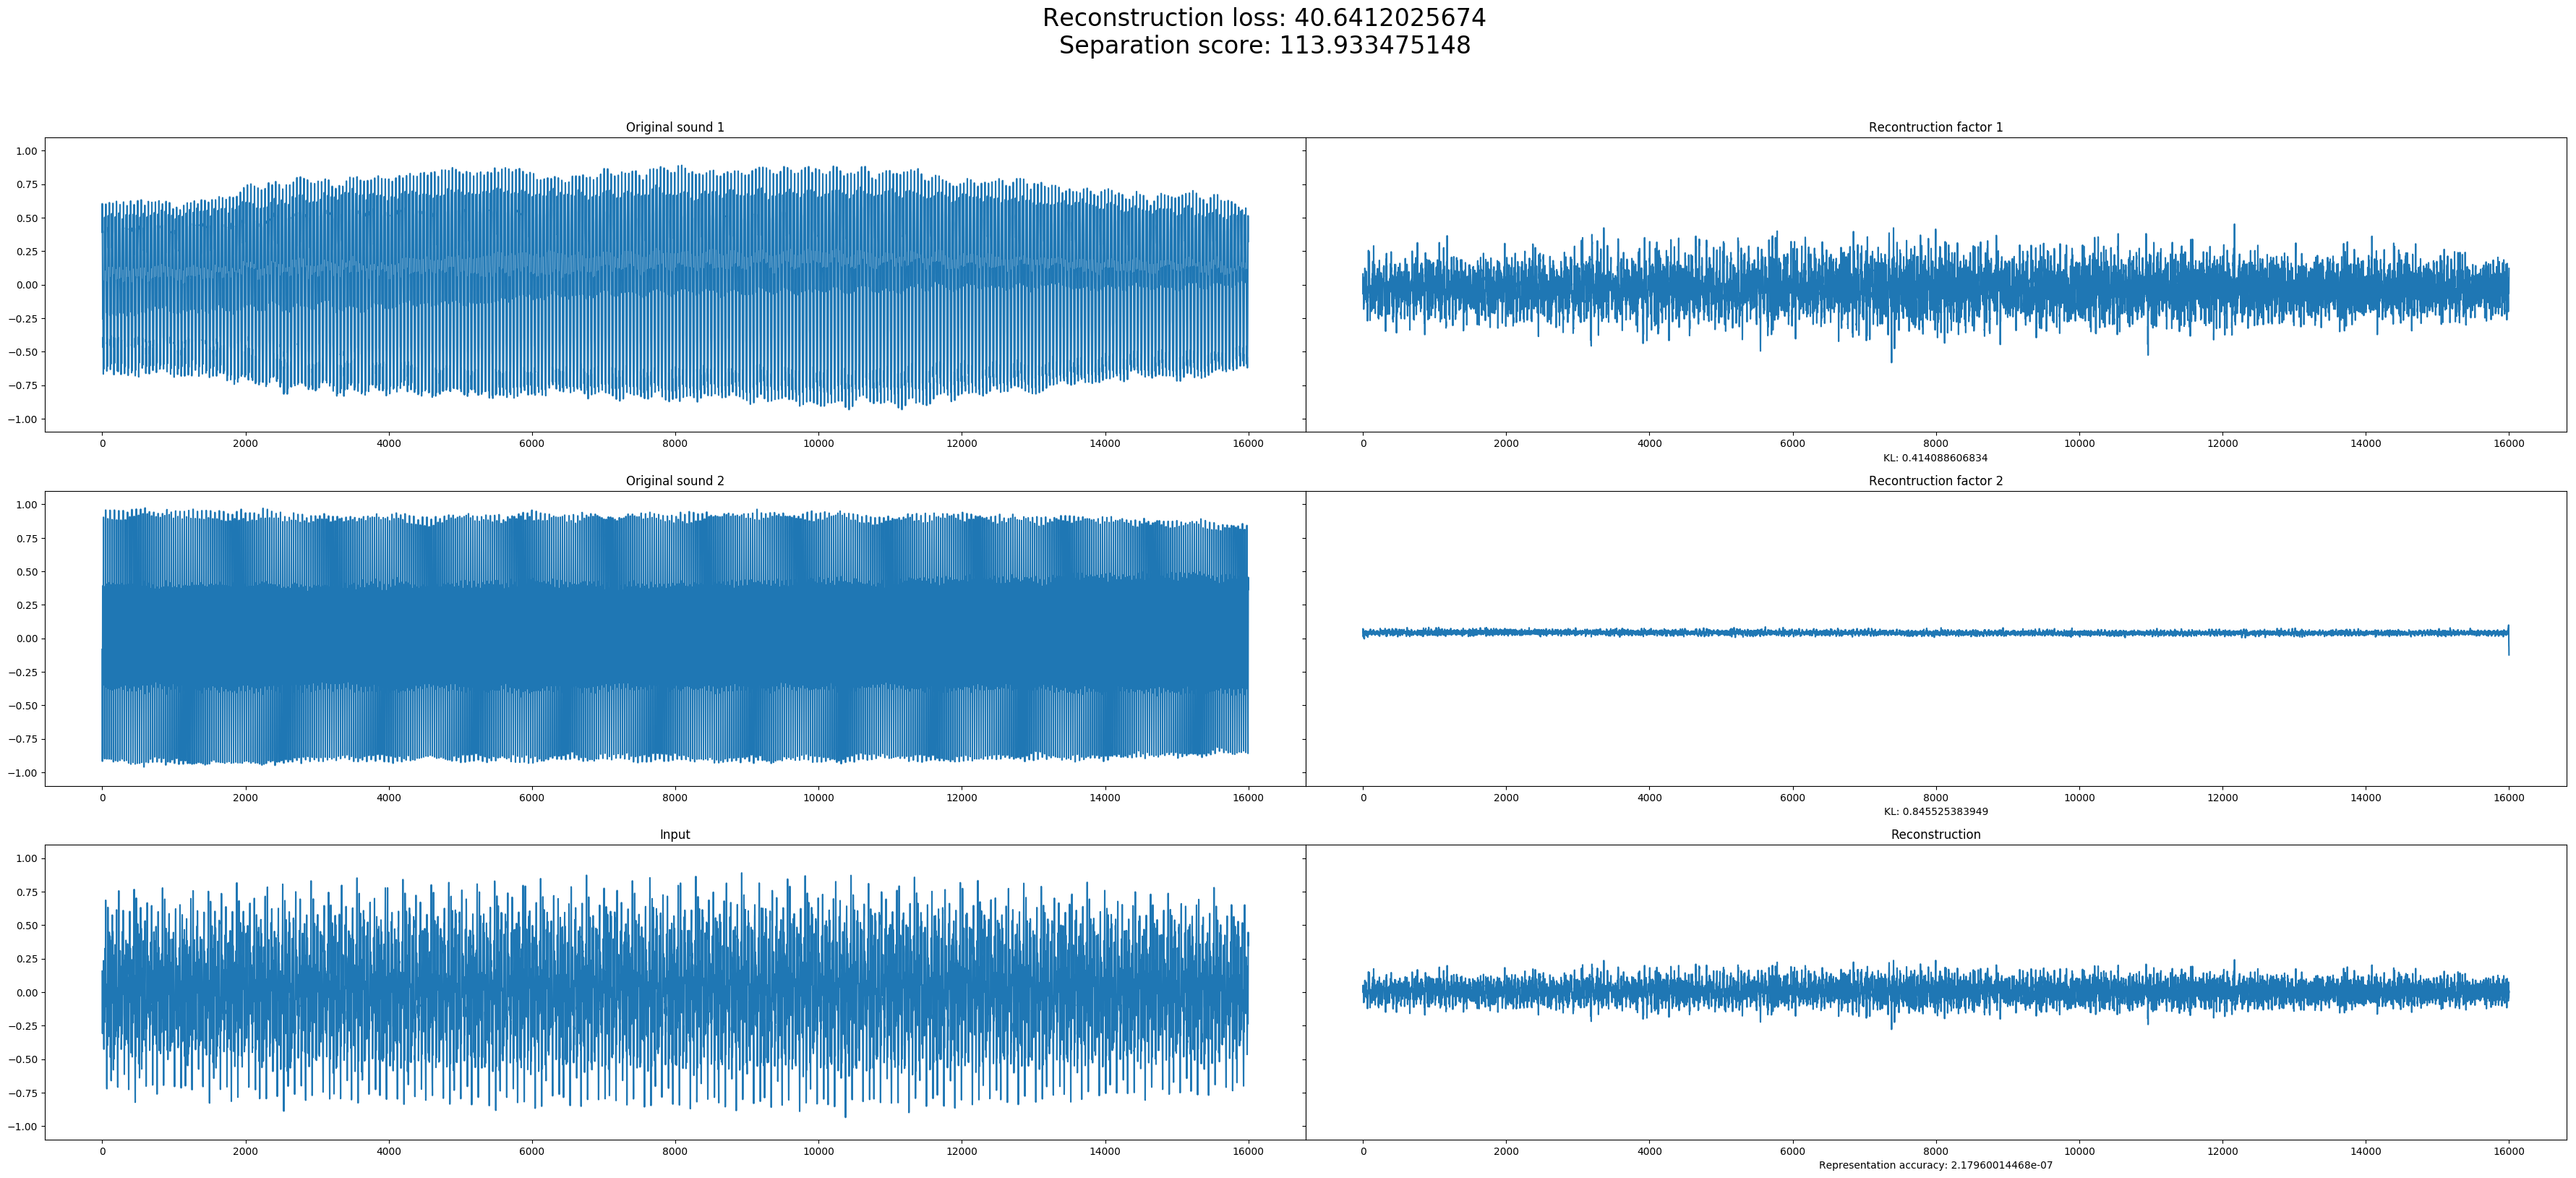 Reconstruction loss: 40.6412025674
Separation score: 113.933475148
Original sound 1
Recontruction factor 1
1.00
0.75
0.50
0.25
0.00
−0.25
−0.50
−0.75
−1.00
0 2000 4000 6000 8000 10000 12000 14000 16000
0 2000 4000 6000 8000 10000 12000 14000 16000
KL: 0.414088606834
Original sound 2
Recontruction factor 2
1.00
0.75
0.50
0.25
0.00
−0.25
−0.50
−0.75
−1.00
0 2000 4000 6000 8000 10000 12000 14000 16000
0 2000 4000 6000 8000 10000 12000 14000 16000
KL: 0.845525383949
Input
Reconstruction
1.00
0.75
0.50
0.25
0.00
−0.25
−0.50
−0.75
−1.00
0 2000 4000 6000 8000 10000 12000 14000 16000
0 2000 4000 6000 8000 10000 12000 14000 16000
Representation accuracy: 2.17960014468e-07